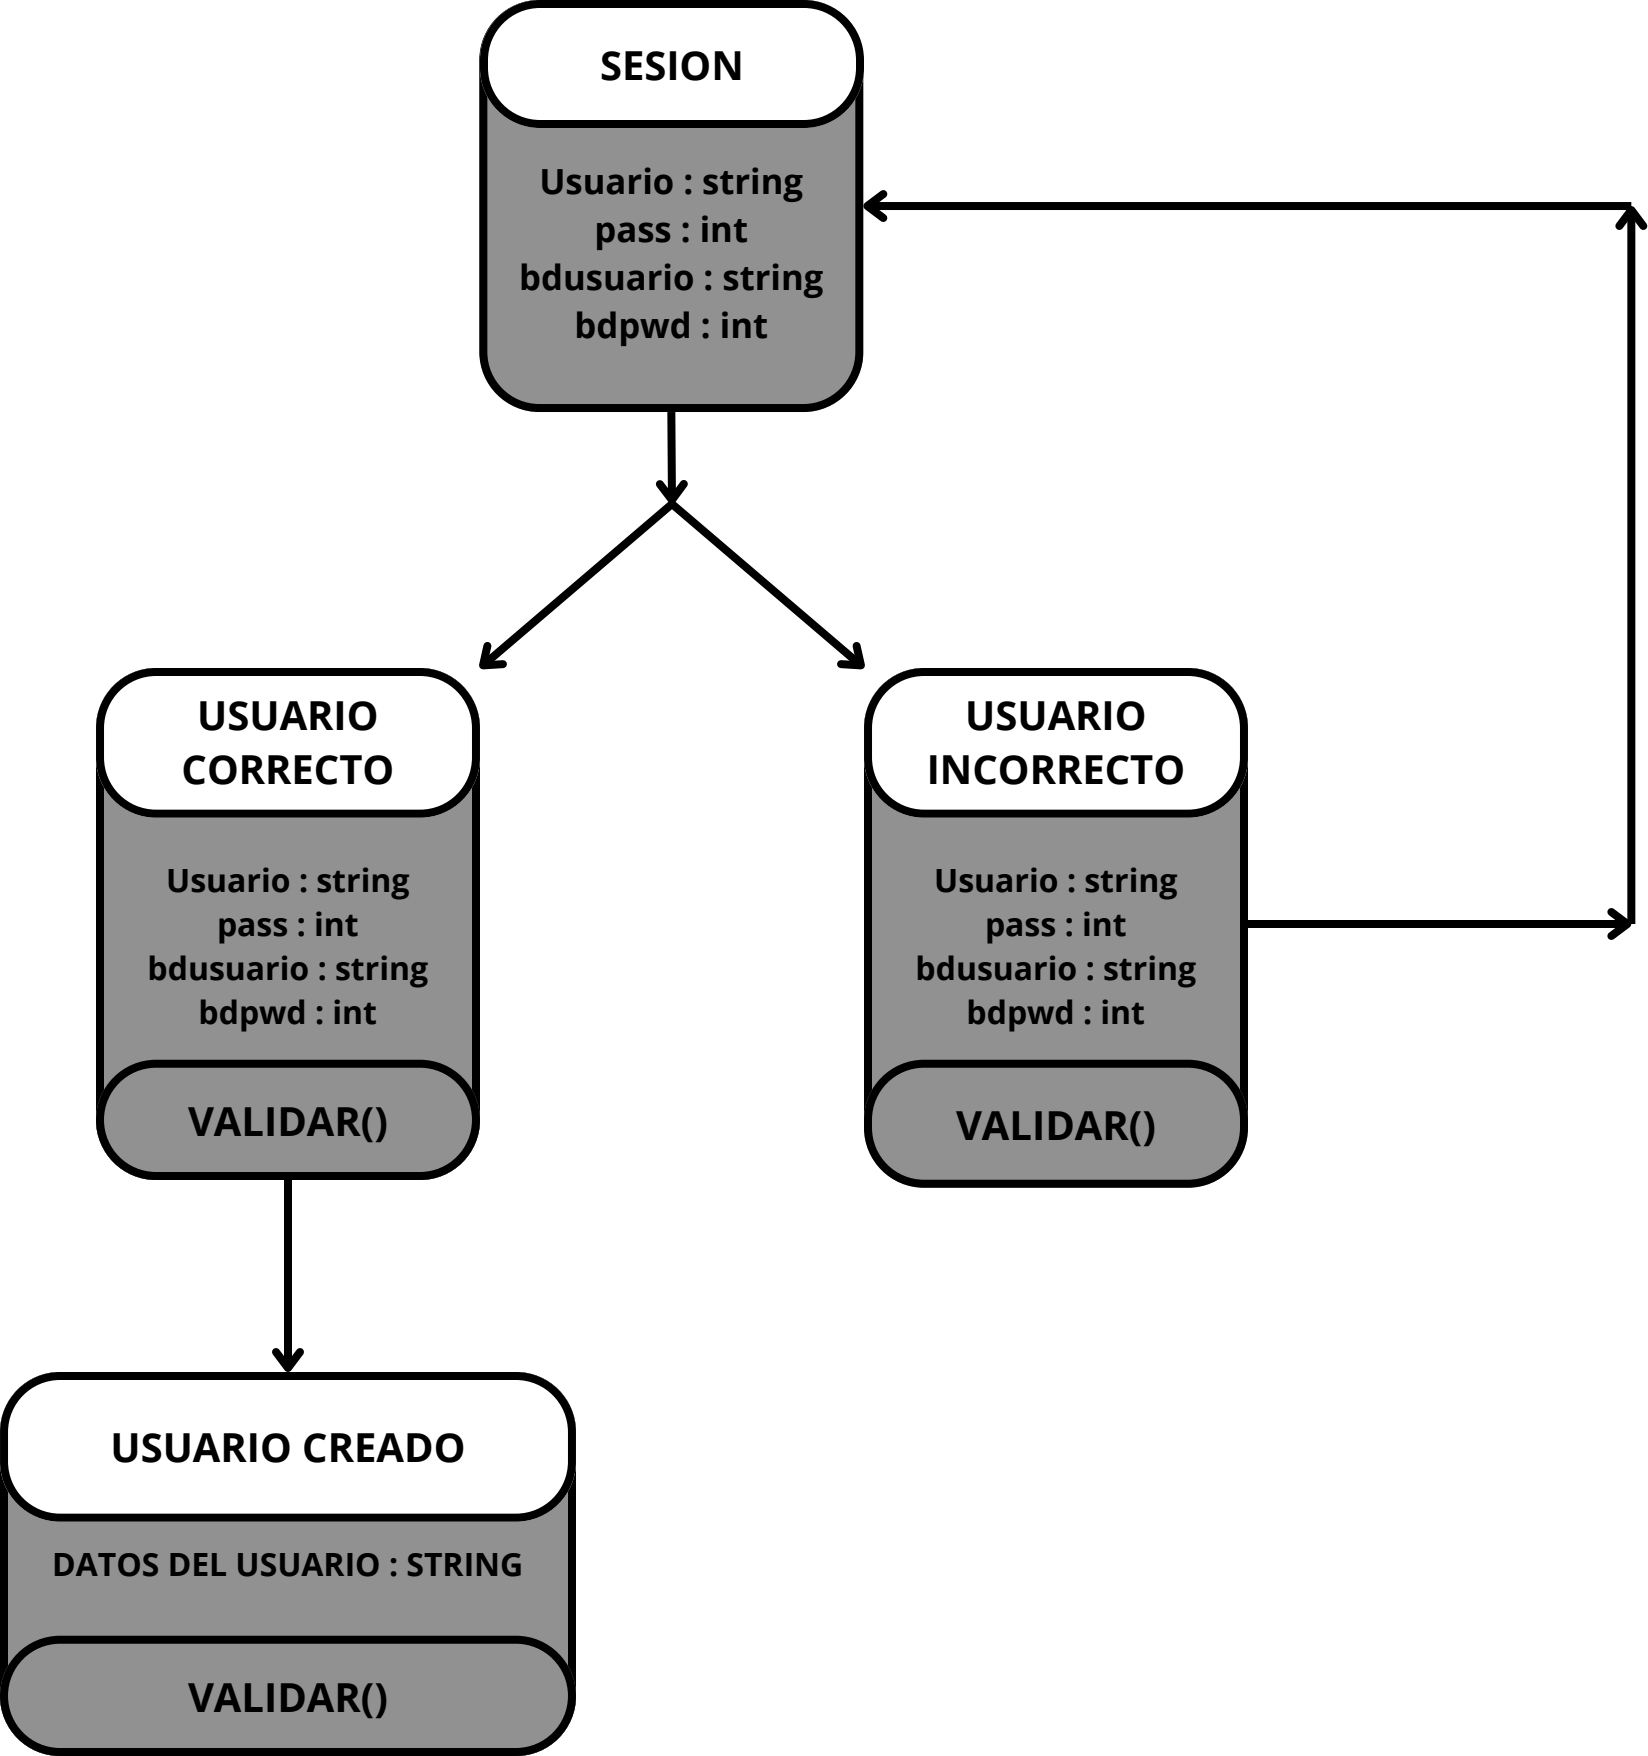 SESION
Usuario : string
pass : int
bdusuario : string
bdpwd : int
USUARIO
CORRECTO
Usuario : string
pass : int
bdusuario : string
bdpwd : int
VALIDAR()
USUARIO
INCORRECTO
Usuario : string
pass : int
bdusuario : string
bdpwd : int
VALIDAR()
USUARIO CREADO
DATOS DEL USUARIO : STRING
VALIDAR()